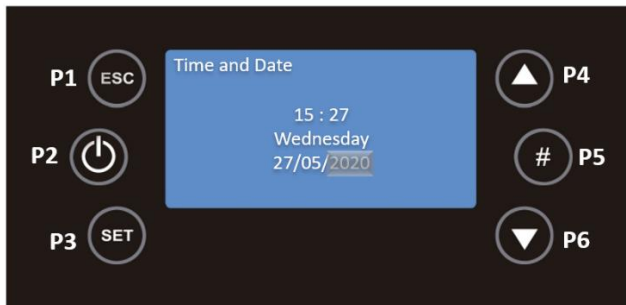 P1 ESC
P2
P3 SET
Time and Date
15 : 27
Wednesday
27/05/2020
P4
# P5
P6